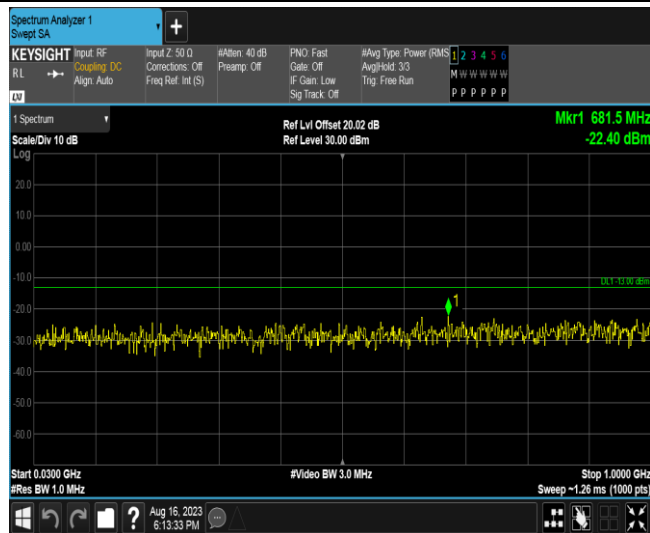 Spectrum Analyzer 1
Swept SA
+
KEYSIGHT
RL
Input: RF
Coupling: DC
Align: Auto
Input Z: 50 Ω
Corrections: Off
Freq Ref: Int (S)
#Atten: 40 dB
Preamp: Off
PNO: Fast
Gate: Off
IF Gain: Low
Sig Track: Off
#Avg Type: Power (RMS
Avg|Hold: 3/3
Trig: Free Run
1 2 3 4 5 6
M W W W W W
P P P P P P
1 Spectrum
Scale/Div 10 dB
Log
Ref Lvl Offset 20.02 dB
Ref Level 30.00 dBm
Mkr1 681.5 MHz
-22.40 dBm
20.0
10.0
0.00
-10.0
DL1 -13.00 dBm
1
-20.0
-30.0
-40.0
-50.0
-60.0
Start 0.0300 GHz
#Res BW 1.0 MHz
#Video BW 3.0 MHz
Stop 1.0000 GHz
Sweep ~1.26 ms (1000 pts)
?
Aug 16, 2023
6:13:33 PM